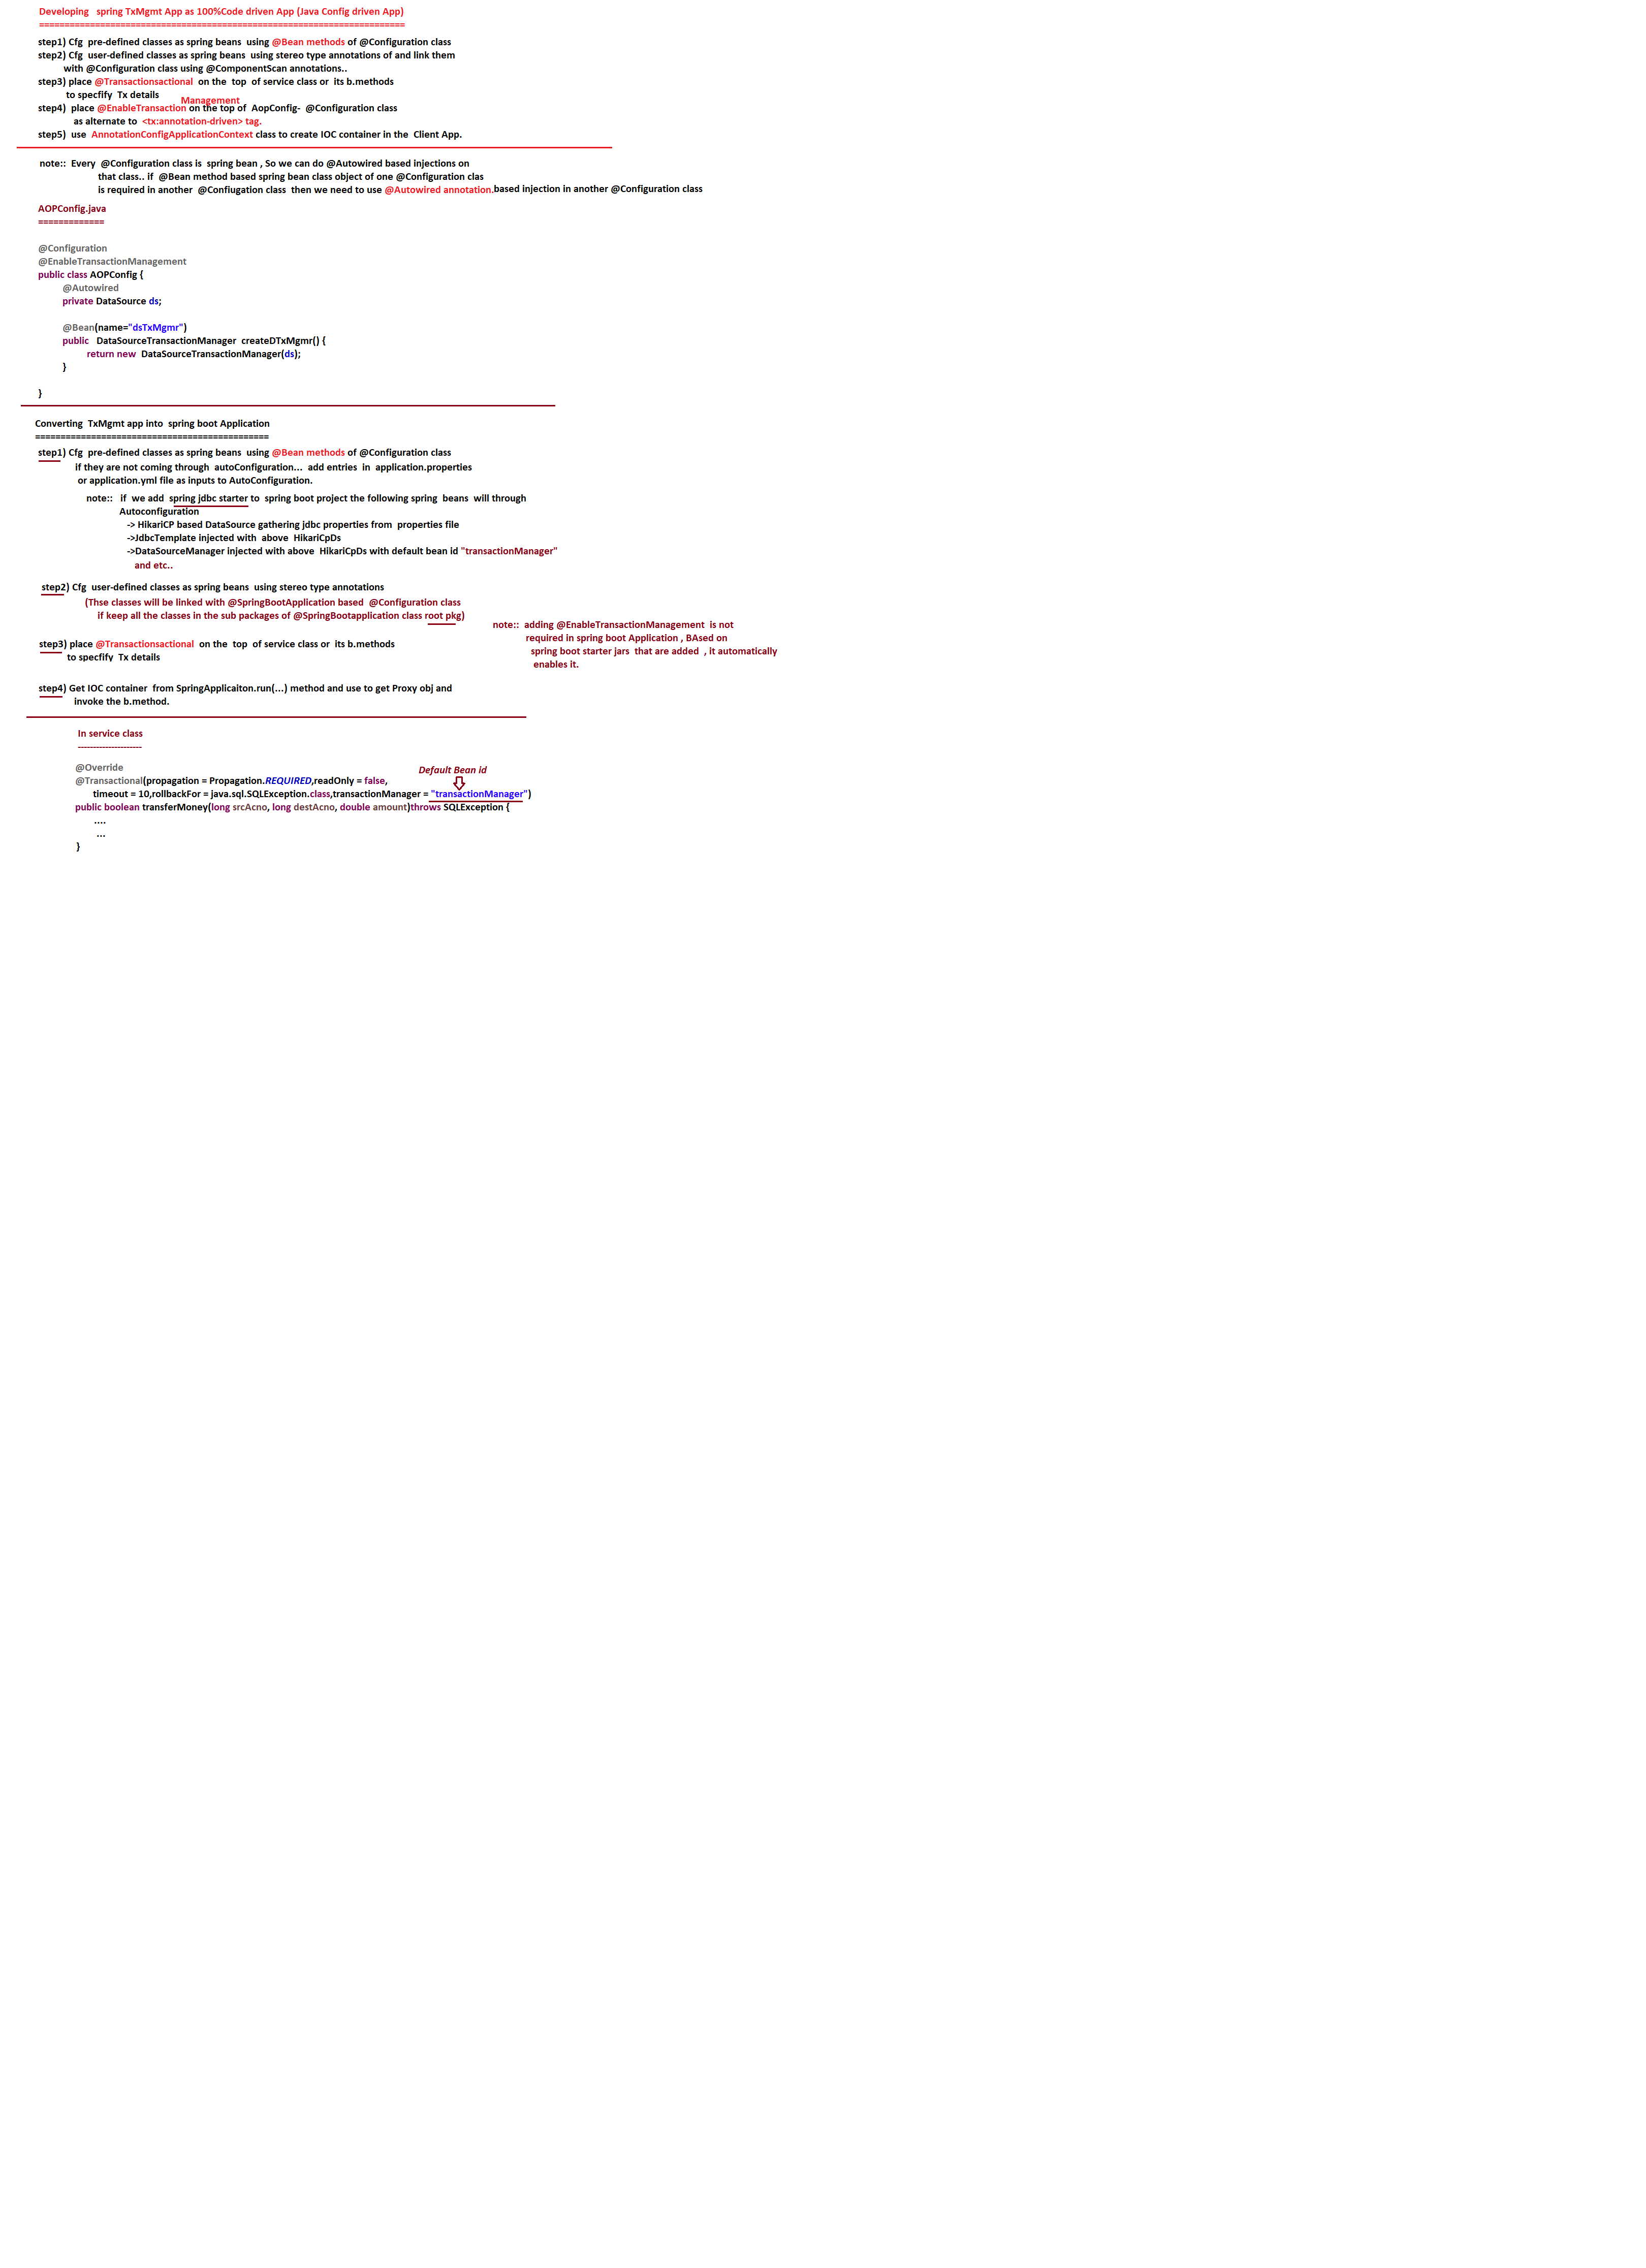 Developing   spring TxMgmt App as 100%Code driven App (Java Config driven App)
========================================================================
step1) Cfg  pre-defined classes as spring beans  using @Bean methods of @Configuration class
step2) Cfg  user-defined classes as spring beans  using stereo type annotations of and link them
with @Configuration class using @ComponentScan annotations..
step3) place @Transactionsactional  on the  top  of service class or  its b.methods
to specfify  Tx details
Management
step4)  place @EnableTransaction on the top of  AopConfig-  @Configuration class
as alternate to  <tx:annotation-driven> tag.
step5)  use  AnnotationConfigApplicationContext class to create IOC container in the  Client App.
note::  Every  @Configuration class is  spring bean , So we can do @Autowired based injections on
that class.. if  @Bean method based spring bean class object of one @Configuration clas
is required in another  @Confiugation class  then we need to use @Autowired annotation,based injection in another @Configuration class
AOPConfig.java
=============
@Configuration
@EnableTransactionManagement
public class AOPConfig {
@Autowired
private DataSource ds;
@Bean(name="dsTxMgmr")
public   DataSourceTransactionManager  createDTxMgmr() {
return new  DataSourceTransactionManager(ds);
}
}
Converting  TxMgmt app into  spring boot Application
==============================================
step1) Cfg  pre-defined classes as spring beans  using @Bean methods of @Configuration class
if they are not coming through  autoConfiguration...  add entries  in  application.properties
or application.yml file as inputs to AutoConfiguration.
note::   if  we add  spring jdbc starter to  spring boot project the following spring  beans  will through
Autoconfiguration
-> HikariCP based DataSource gathering jdbc properties from  properties file
->JdbcTemplate injected with  above  HikariCpDs
->DataSourceManager injected with above  HikariCpDs with default bean id "transactionManager"
and etc..
step2) Cfg  user-defined classes as spring beans  using stereo type annotations
(Thse classes will be linked with @SpringBootApplication based  @Configuration class
if keep all the classes in the sub packages of @SpringBootapplication class root pkg)
note::  adding @EnableTransactionManagement  is not
required in spring boot Application , BAsed on
spring boot starter jars  that are added  , it automatically
enables it.
step3) place @Transactionsactional  on the  top  of service class or  its b.methods
to specfify  Tx details
step4) Get IOC container  from SpringApplicaiton.run(...) method and use to get Proxy obj and
invoke the b.method.
In service class
---------------------
@Override
Default Bean id
@Transactional(propagation = Propagation.REQUIRED,readOnly = false,
timeout = 10,rollbackFor = java.sql.SQLException.class,transactionManager = "transactionManager")
public boolean transferMoney(long srcAcno, long destAcno, double amount)throws SQLException {
....
...
}